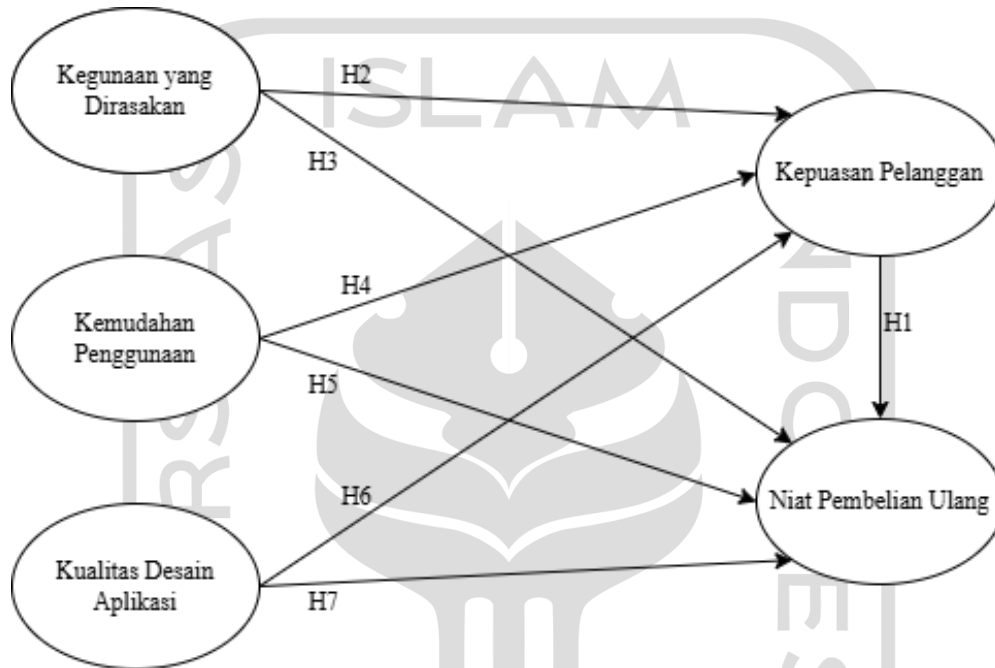 ISLAM
Kegunaan yang
Dirasakan
H2
H3
Kepuasan Pelanggan
Kemudahan
Penggunaan
H4
H5
H1
Kualitas Desain
Aplikasi
H6
H7
Niat Pembelian Ulang